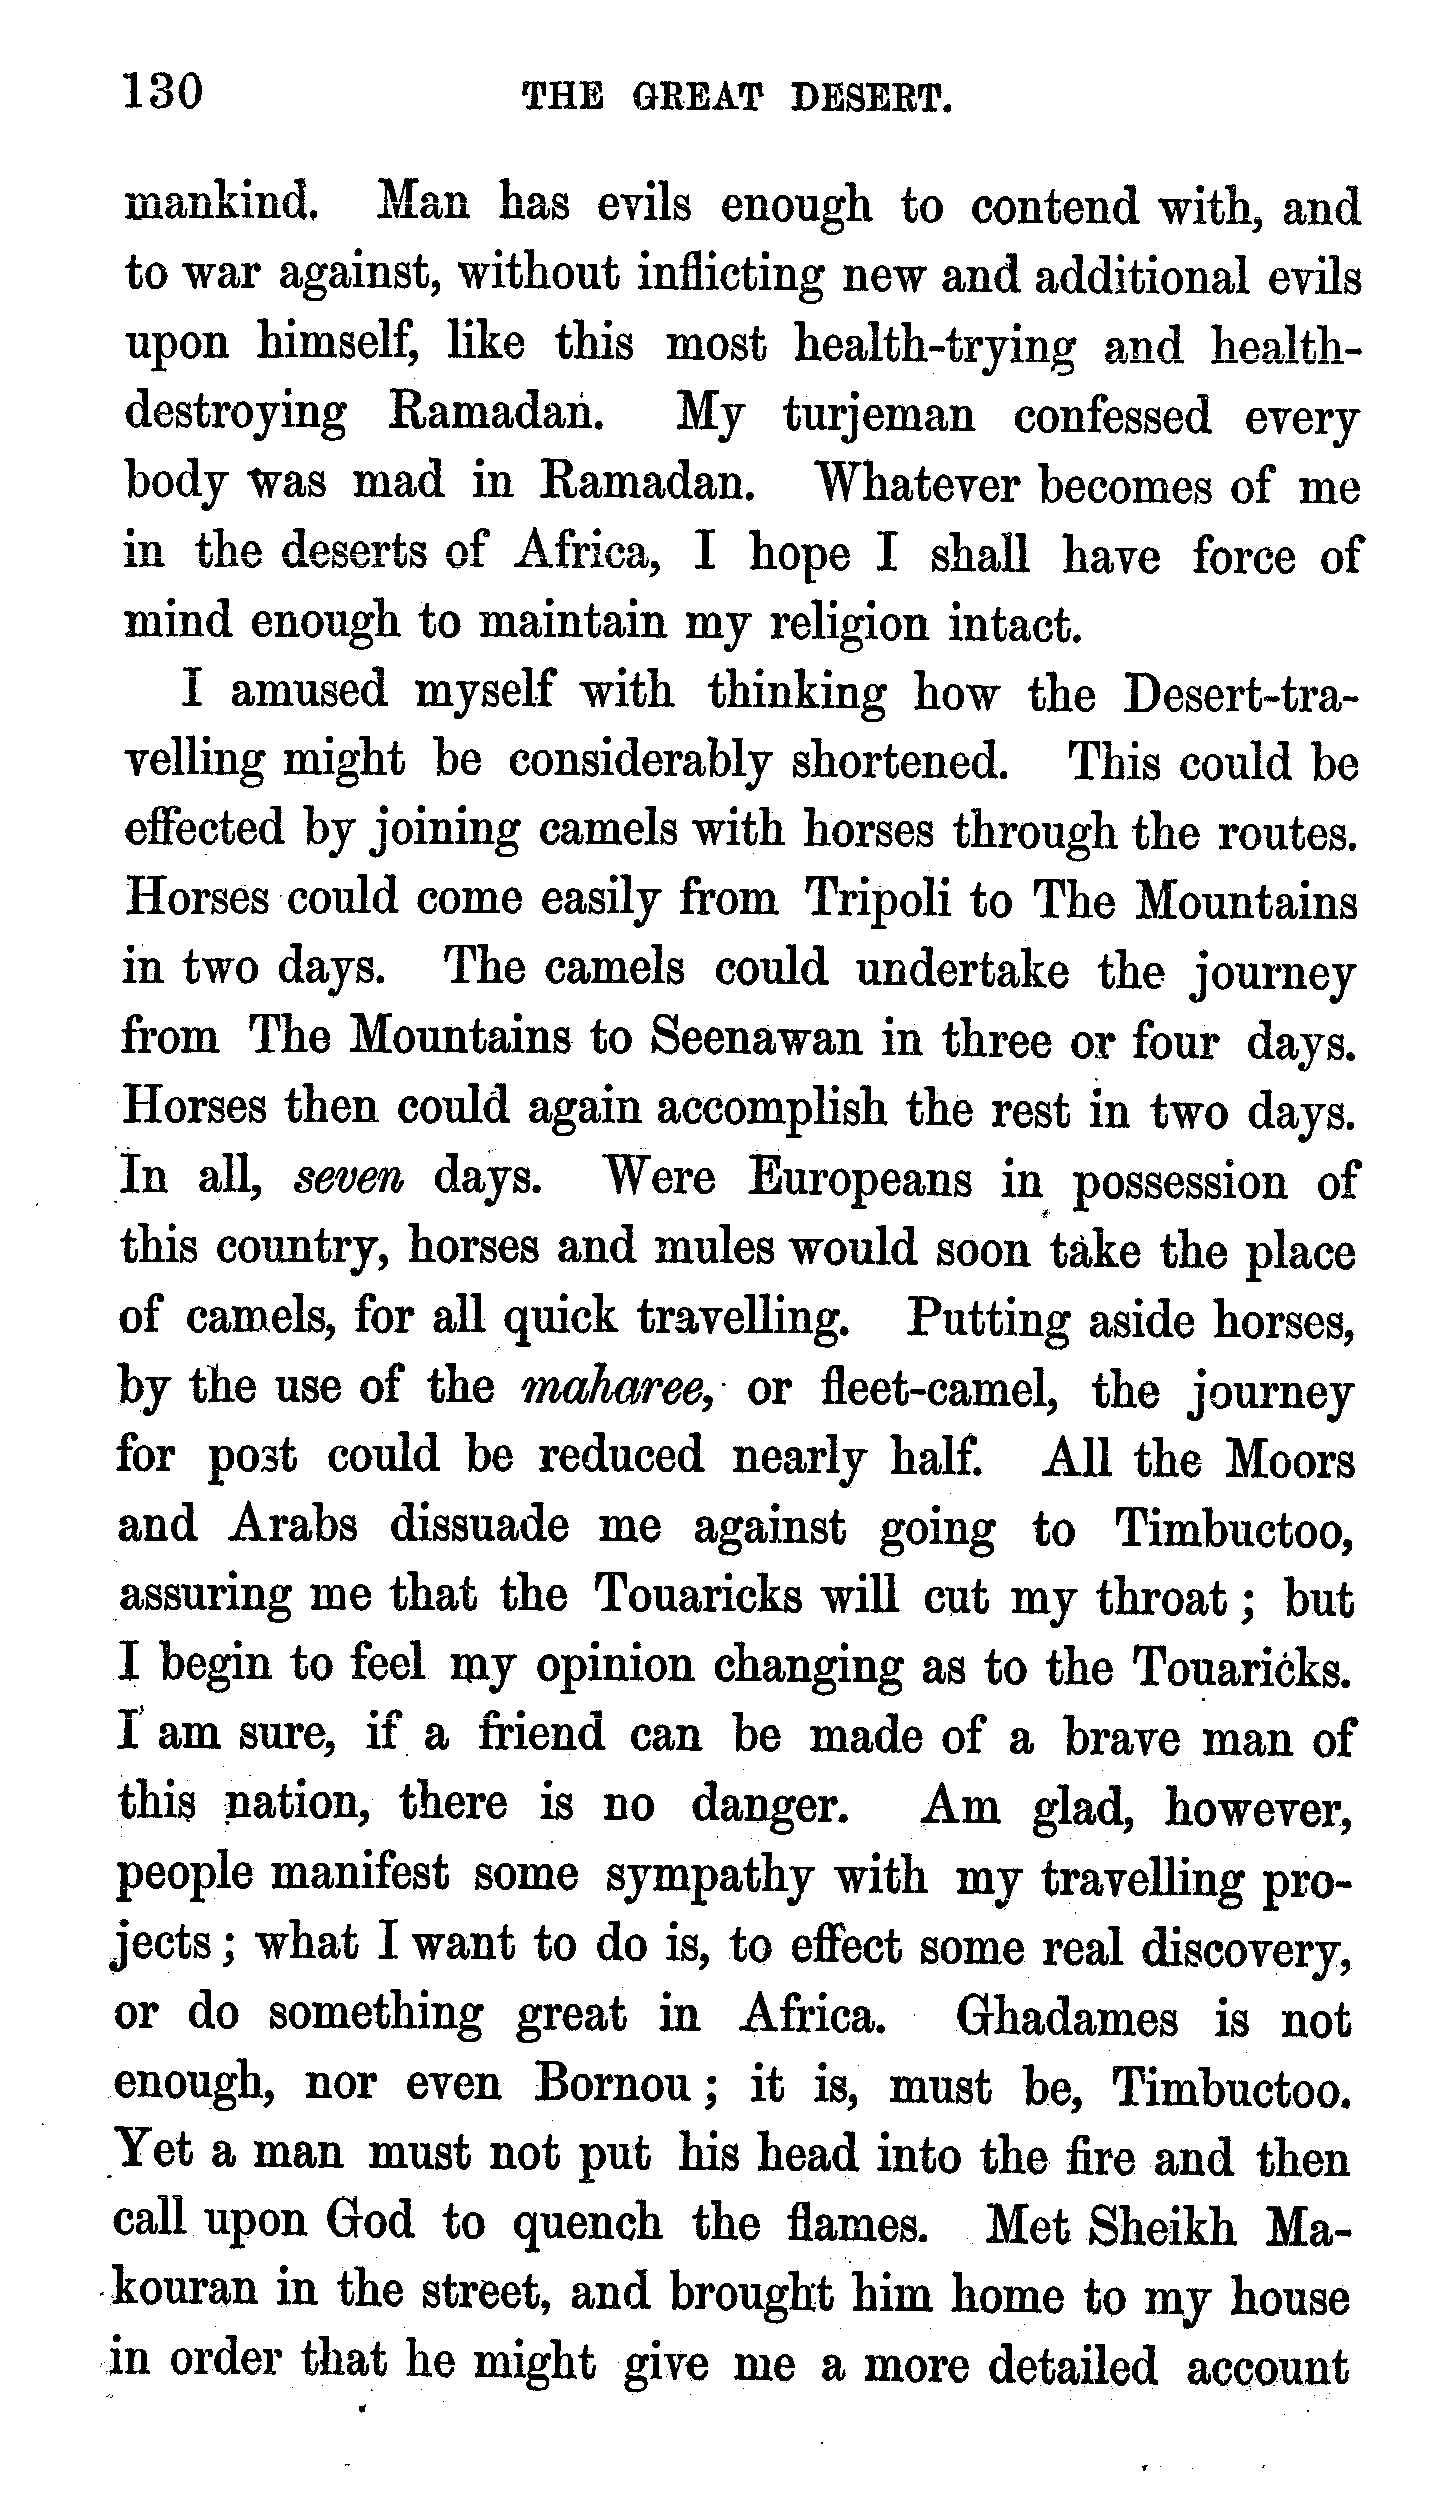 130 THE GREAT DESERT.
mankind. Man has evils enough to contend with, and
to war against, without inflicting new and additional evils
upon himself, like this most health-trying and health-
destroying Ramadan. My turjeman confessed every
body was mad in Ramadan. Whatever becomes of me
in the deserts of Africa, I hope I shall have force of
mind enough to maintain my religion intact.
I amused myself with thinking how the Desert-tra-
velling might be considerably shortened. This could be
effected by joining camels with horses through the routes.
Horses could come easily from Tripoli to The Mountains
in two days. The camels could undertake the journey
from The Mountains to Seenawan in three or four days.
Horses then could again accomplish the rest in two days.
In all, seven days. Were Europeans in possession of
this country, horses and mules would soon take the place
of camels, for all quick travelling. Putting aside horses,
by the use of the maharee, or fleet-camel, the journey
for post could be reduced nearly half. All the Moors
and Arabs dissuade me against going to Timbuctoo,
assuring me that the Touaricks will cut my throat; but
I begin to feel my opinion changing as to the Touaricks.
I am sure, if a friend can be made of a brave man of
this nation, there is no danger. Am glad, however,
people manifest some sympathy with my travelling pro-
jects; what I want to do is, to effect some real discovery,
or do something great in Africa. Ghadames is not
enough, nor even Bornou; it is, must be, Timbuctoo.
Yet a man must not put his head into the fire and then
call upon God to quench the flames. Met Sheikh Ma-
kouran in the street, and brought him home to my house
in order that he might give me a more detailed account